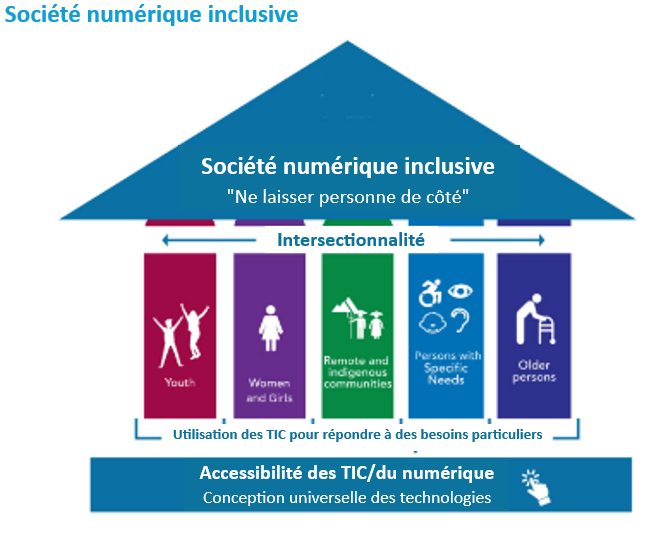 Société numérique inclusive
Société numérique inclusive
"Ne laisser personne de côté"
Intersectionnalité
Youth
Women
and Girls
Remote and
indigenous
communities
Persons with
Specific
Needs
Older
persons
Utilisation des TIC pour répondre à des besoins particuliers
Accessibilité des TIC/du numérique
Conception universelle des technologies